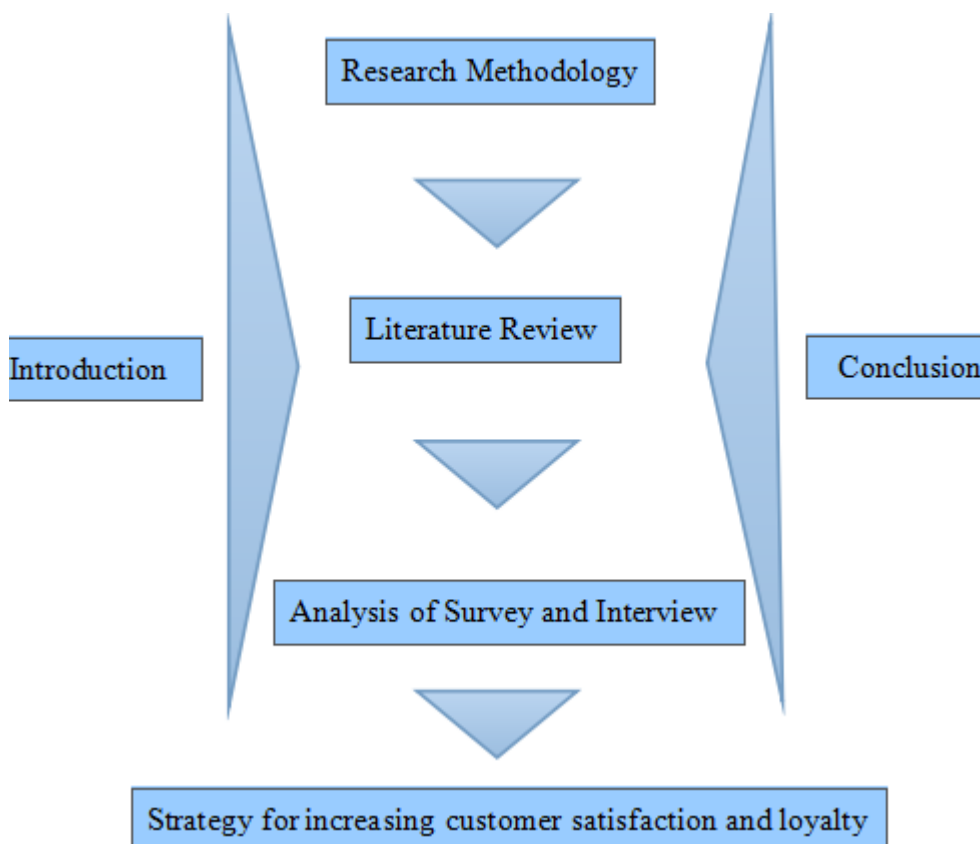 Research Methodology
Literature Review
Introduction
Conclusion
Analysis of Survey and Interview
Strategy for increasing customer satisfaction and loyalty